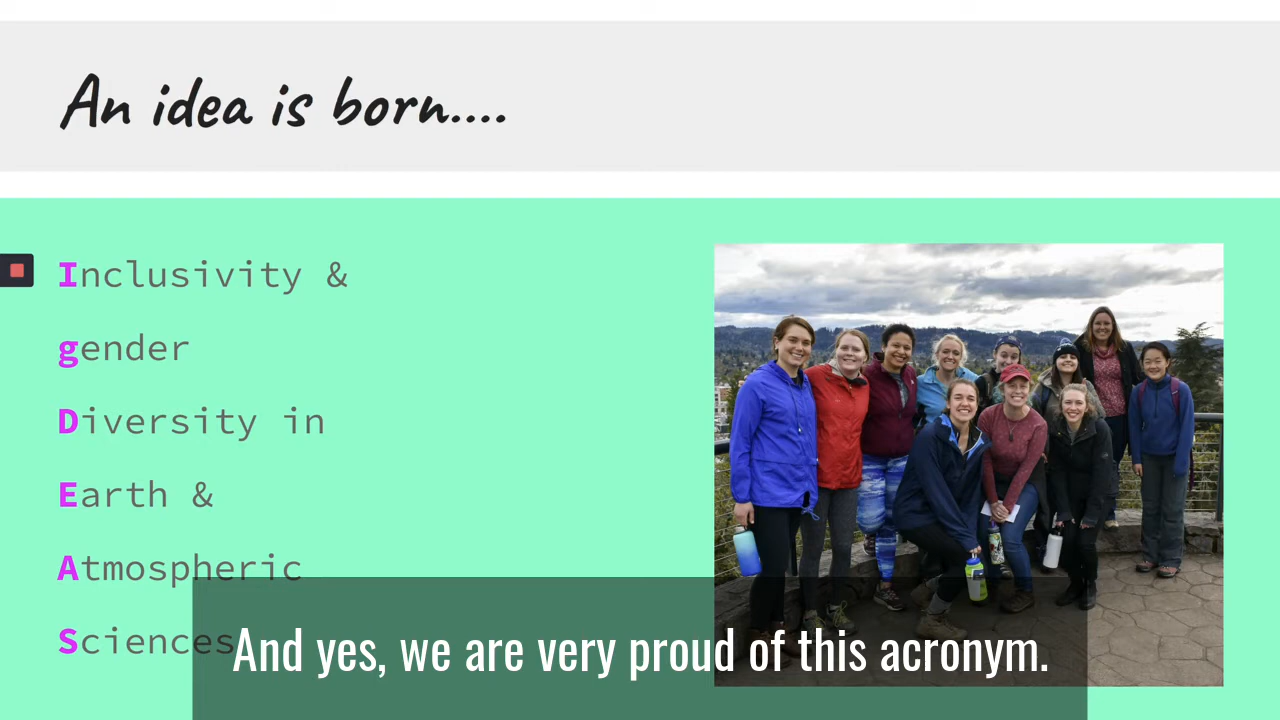 An idea is born....
Inclusivity &
gender
Diversity in
Earth &
Atmospheric
Sciences
And yes, we are very proud of this acronym.